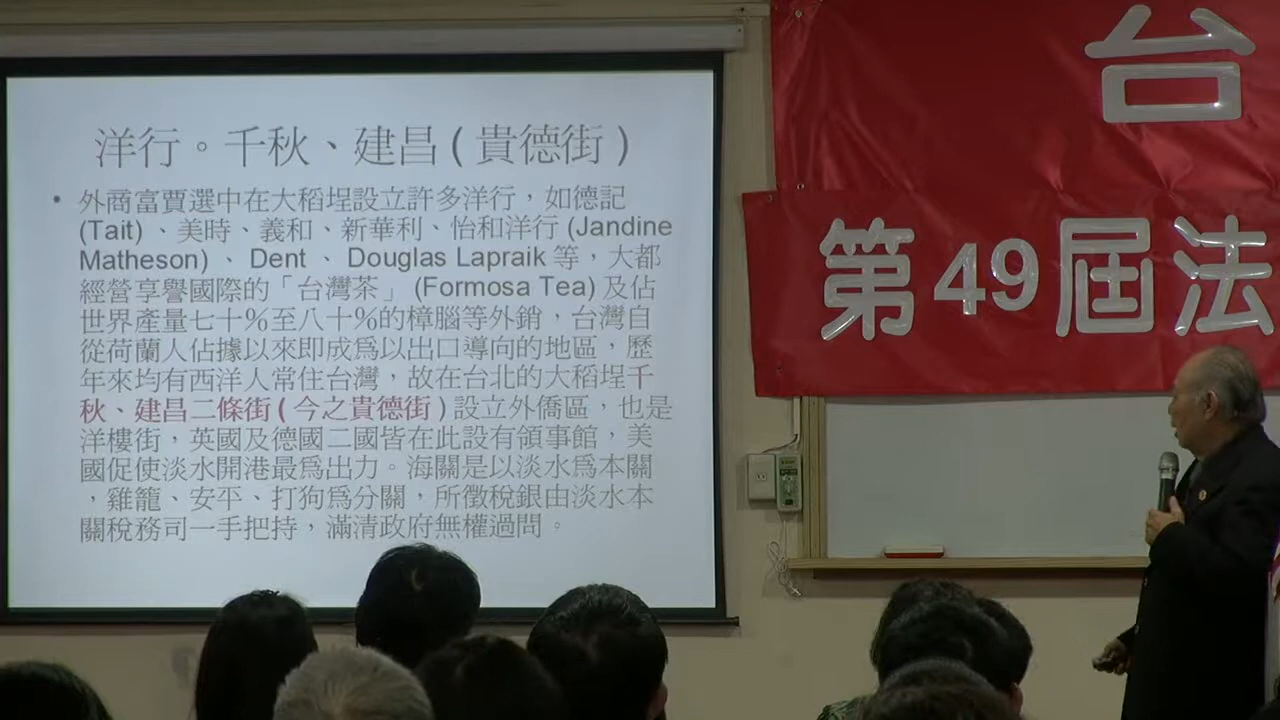 洋行。千秋、建昌 ( 貴德街 )
• 外商富賈選中在大稻埕設立許多洋行，如德記
(Tait) 、美時、義和、新華利、怡和洋行 (Jandine
Matheson) 、 Dent 、 Douglas Lapraik 等，大都
經營享譽國際的「台灣茶」 (Formosa Tea) 及佔
世界產量七十%至八十%的樟腦等外銷，台灣自
從荷蘭人佔據以來即成爲以出口導向的地區，歷
年來均有西洋人常住台灣，故在台北的大稻埕千
秋、建昌二條街 ( 今之貴德街 ) 設立外僑區，也是
洋樓街，英國及德國二國皆在此設有領事館，美
國促使淡水開港最爲出力。海關是以淡水爲本關
，雞籠、安平、打狗爲分關，所徵稅銀由淡水本
關稅務司一手把持，滿清政府無權過問。
台
第49屆法